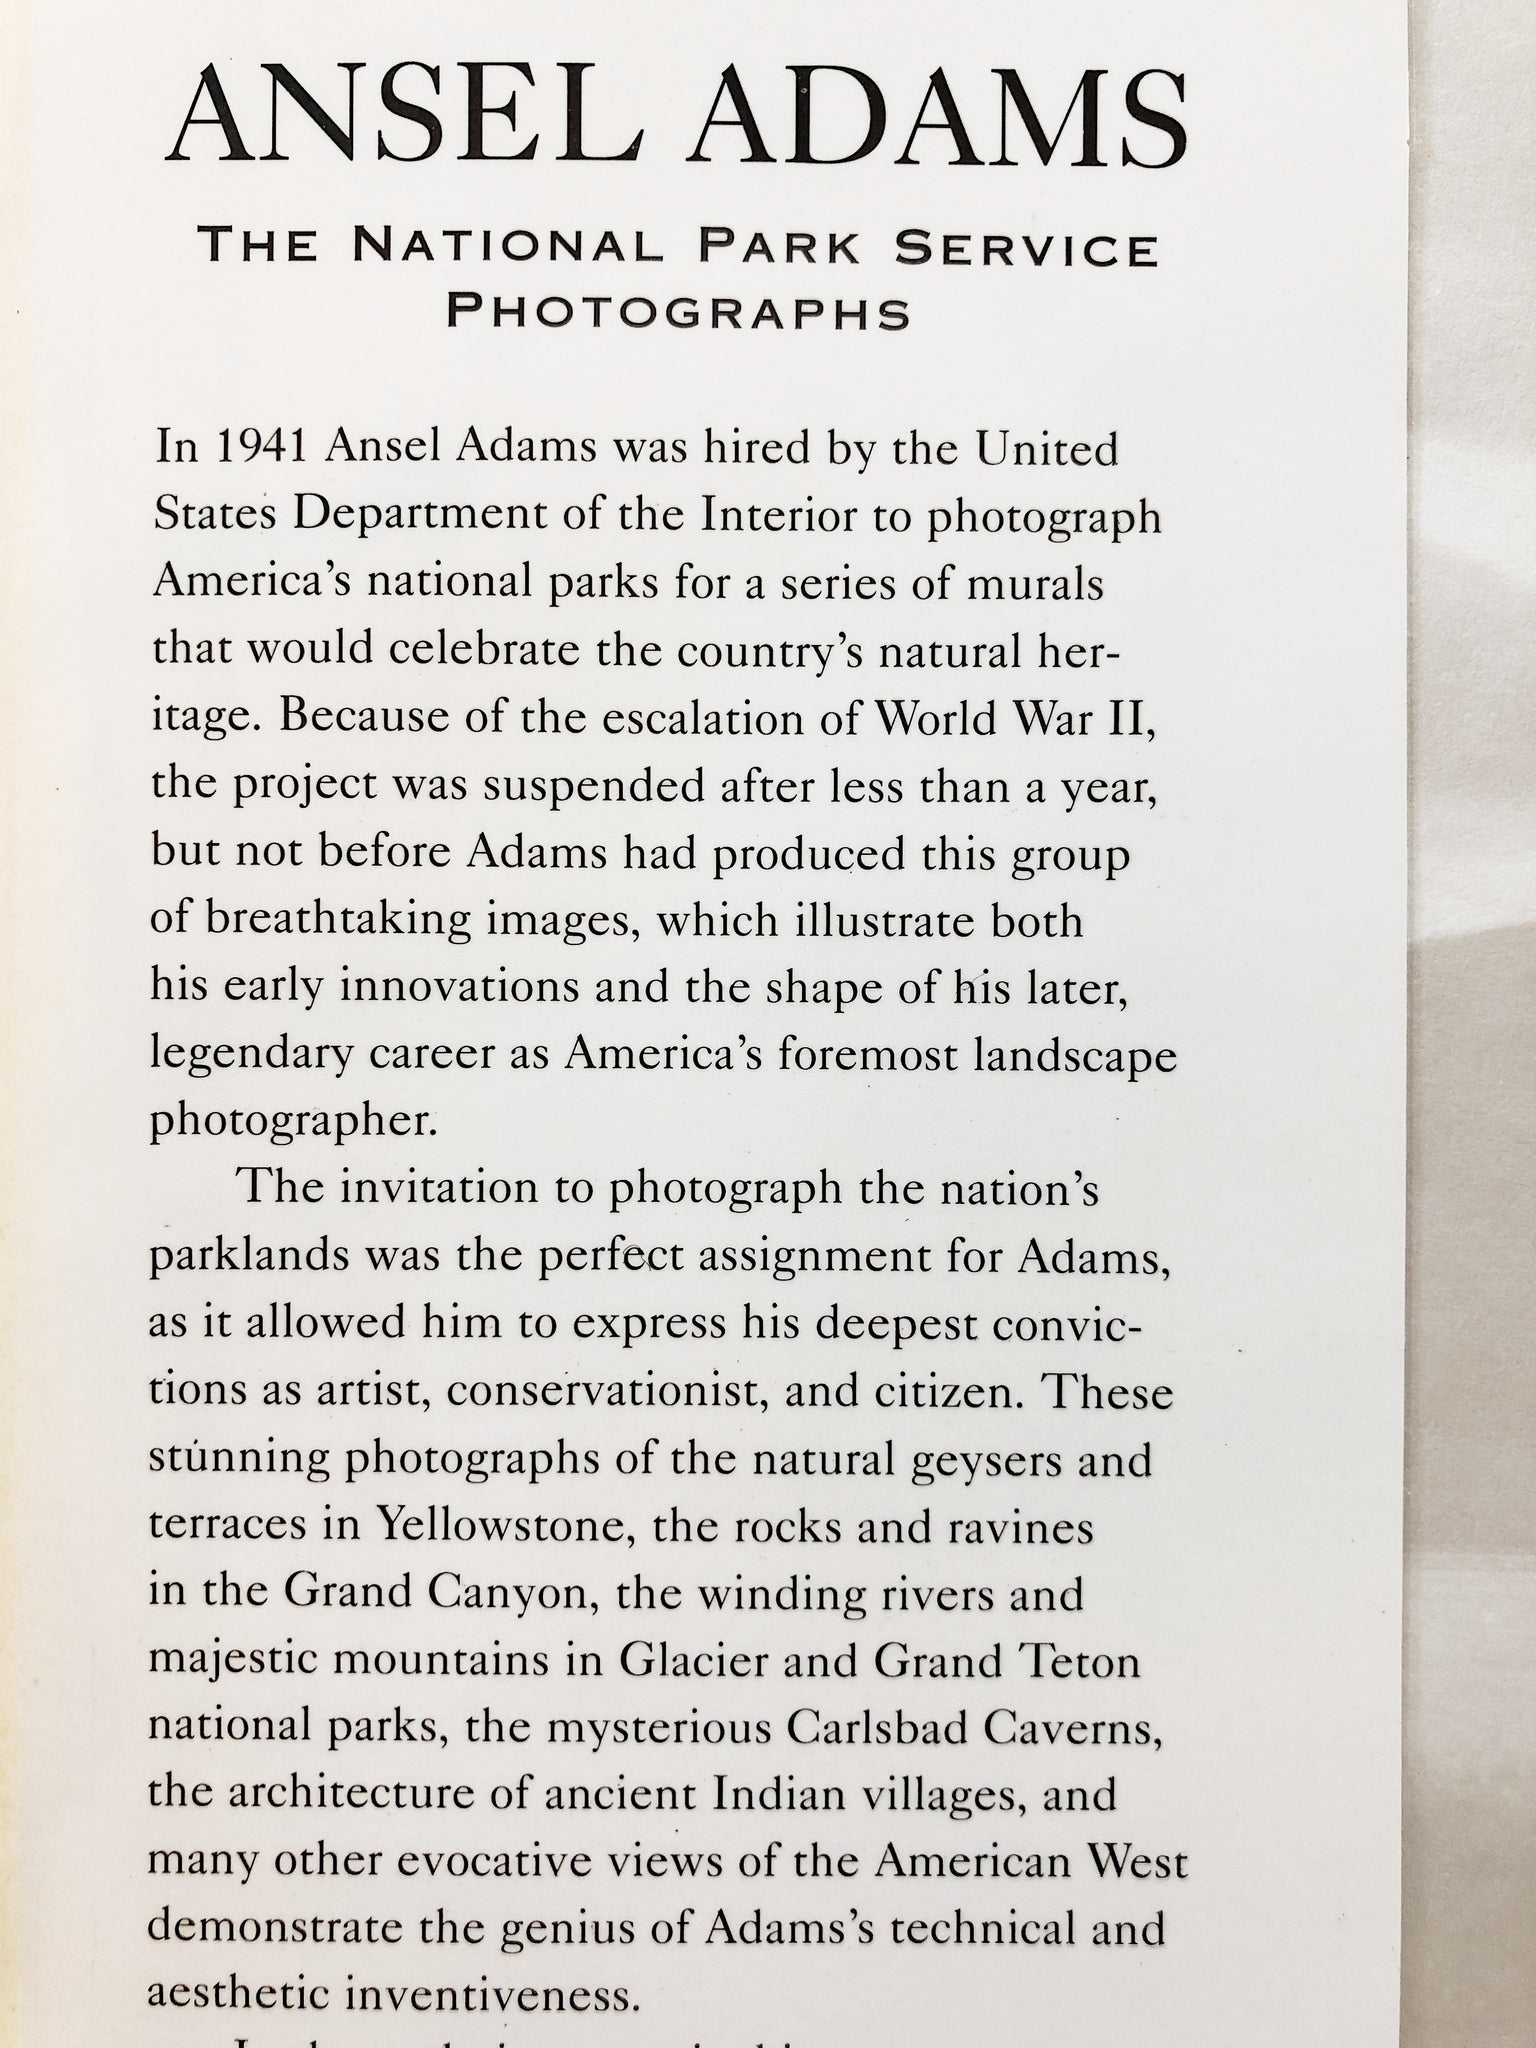 ANSEL ADAMS
THE NATIONAL PARK SERVICE
PHOTOGRAPHS
In 1941 Ansel Adams was hired by the United
States Department of the Interior to photograph
America’s national parks for a series of murals
that would celebrate the country’s natural her-
itage. Because of the escalation of World War II,
the project was suspended after less than a year,
but not before Adams had produced this group
of breathtaking images, which illustrate both
his early innovations and the shape of his later,
legendary career as America’s foremost landscape
photographer.
The invitation to photograph the nation’s
parklands was the perfect assignment for Adams,
as it allowed him to express his deepest convic-
tions as artist, conservationist, and citizen. These
stunning photographs of the natural geysers and
terraces in Yellowstone, the rocks and ravines
in the Grand Canyon, the winding rivers and
majestic mountains in Glacier and Grand Teton
national parks, the mysterious Carlsbad Caverns,
the architecture of ancient Indian villages, and
many other evocative views of the American West
demonstrate the genius of Adams’s technical and
aesthetic inventiveness.